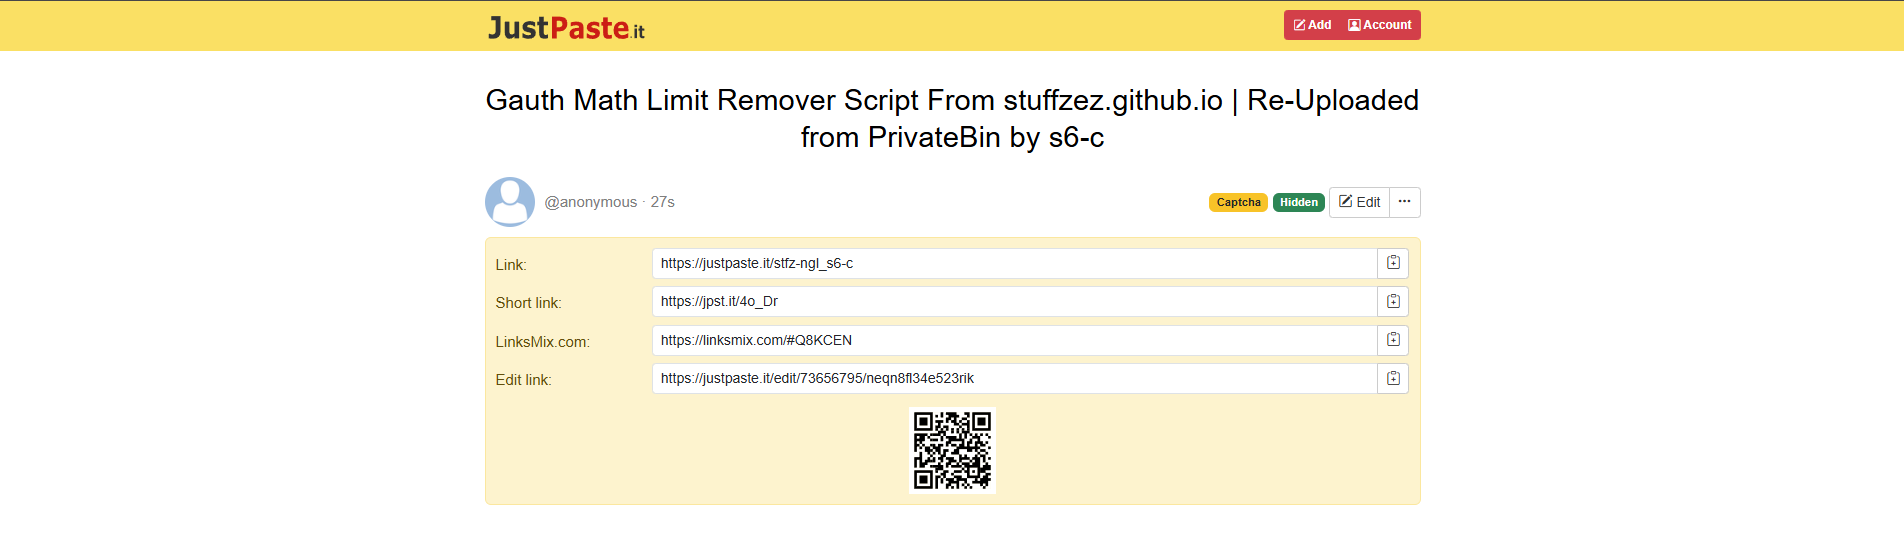 JustPaste.it
Add Account
Gauth Math Limit Remover Script From stuffzez.github.io | Re-Uploaded
from PrivateBin by s6-c
@anonymous · 27s
Captcha Hidden Edit ···
Link: https://justpaste.it/stfz-ngl_s6-c
Short link: https://jpst.it/4o_Dr
LinksMix.com: https://linksmix.com/#Q8KCEN
Edit link: https://justpaste.it/edit/73656795/neqn8fl34e523rik